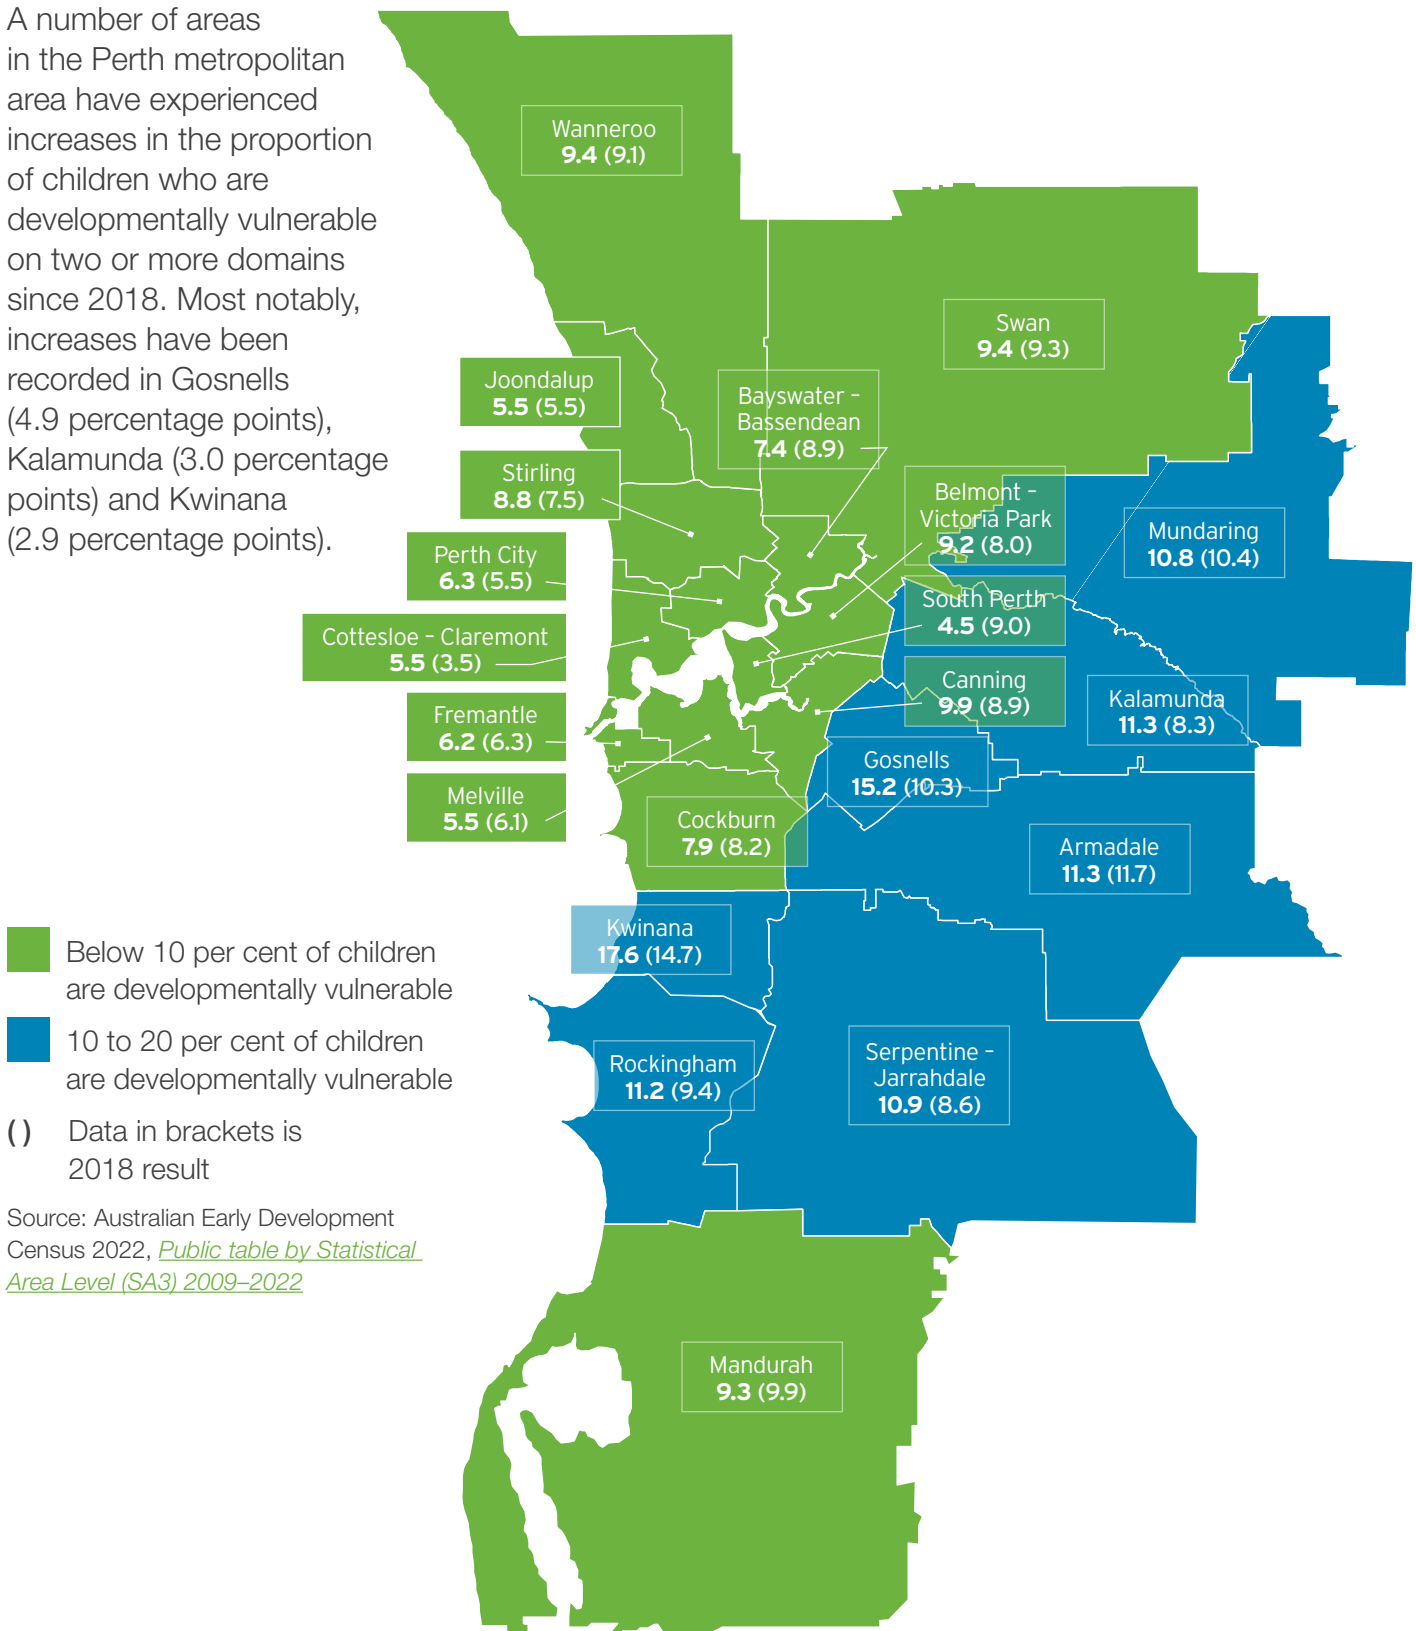 A number of areas
in the Perth metropolitan
area have experienced
increases in the proportion
of children who are
developmentally vulnerable
on two or more domains
since 2018. Most notably,
increases have been
recorded in Gosnells
(4.9 percentage points),
Kalamunda (3.0 percentage
points) and Kwinana
(2.9 percentage points).
Wanneroo
9.4 (9.1)
Swan
9.4 (9.3)
Joondalup
5.5 (5.5)
Bayswater –
Bassendean
7.4 (8.9)
Stirling
8.8 (7.5)
Belmont –
Victoria Park
9.2 (8.0)
Mundaring
10.8 (10.4)
Perth City
6.3 (5.5)
South Perth
4.5 (9.0)
Cottesloe – Claremont
5.5 (3.5)
Canning
9.9 (8.9)
Kalamunda
11.3 (8.3)
Fremantle
6.2 (6.3)
Gosnells
15.2 (10.3)
Melville
5.5 (6.1)
Cockburn
7.9 (8.2)
Armadale
11.3 (11.7)
Kwinana
17.6 (14.7)
Rockingham
11.2 (9.4)
Serpentine –
Jarrahdale
10.9 (8.6)
Mandurah
9.3 (9.9)
Below 10 per cent of children
are developmentally vulnerable
10 to 20 per cent of children
are developmentally vulnerable
( ) Data in brackets is
2018 result
Source: Australian Early Development
Census 2022, Public table by Statistical
Area Level (SA3) 2009–2022